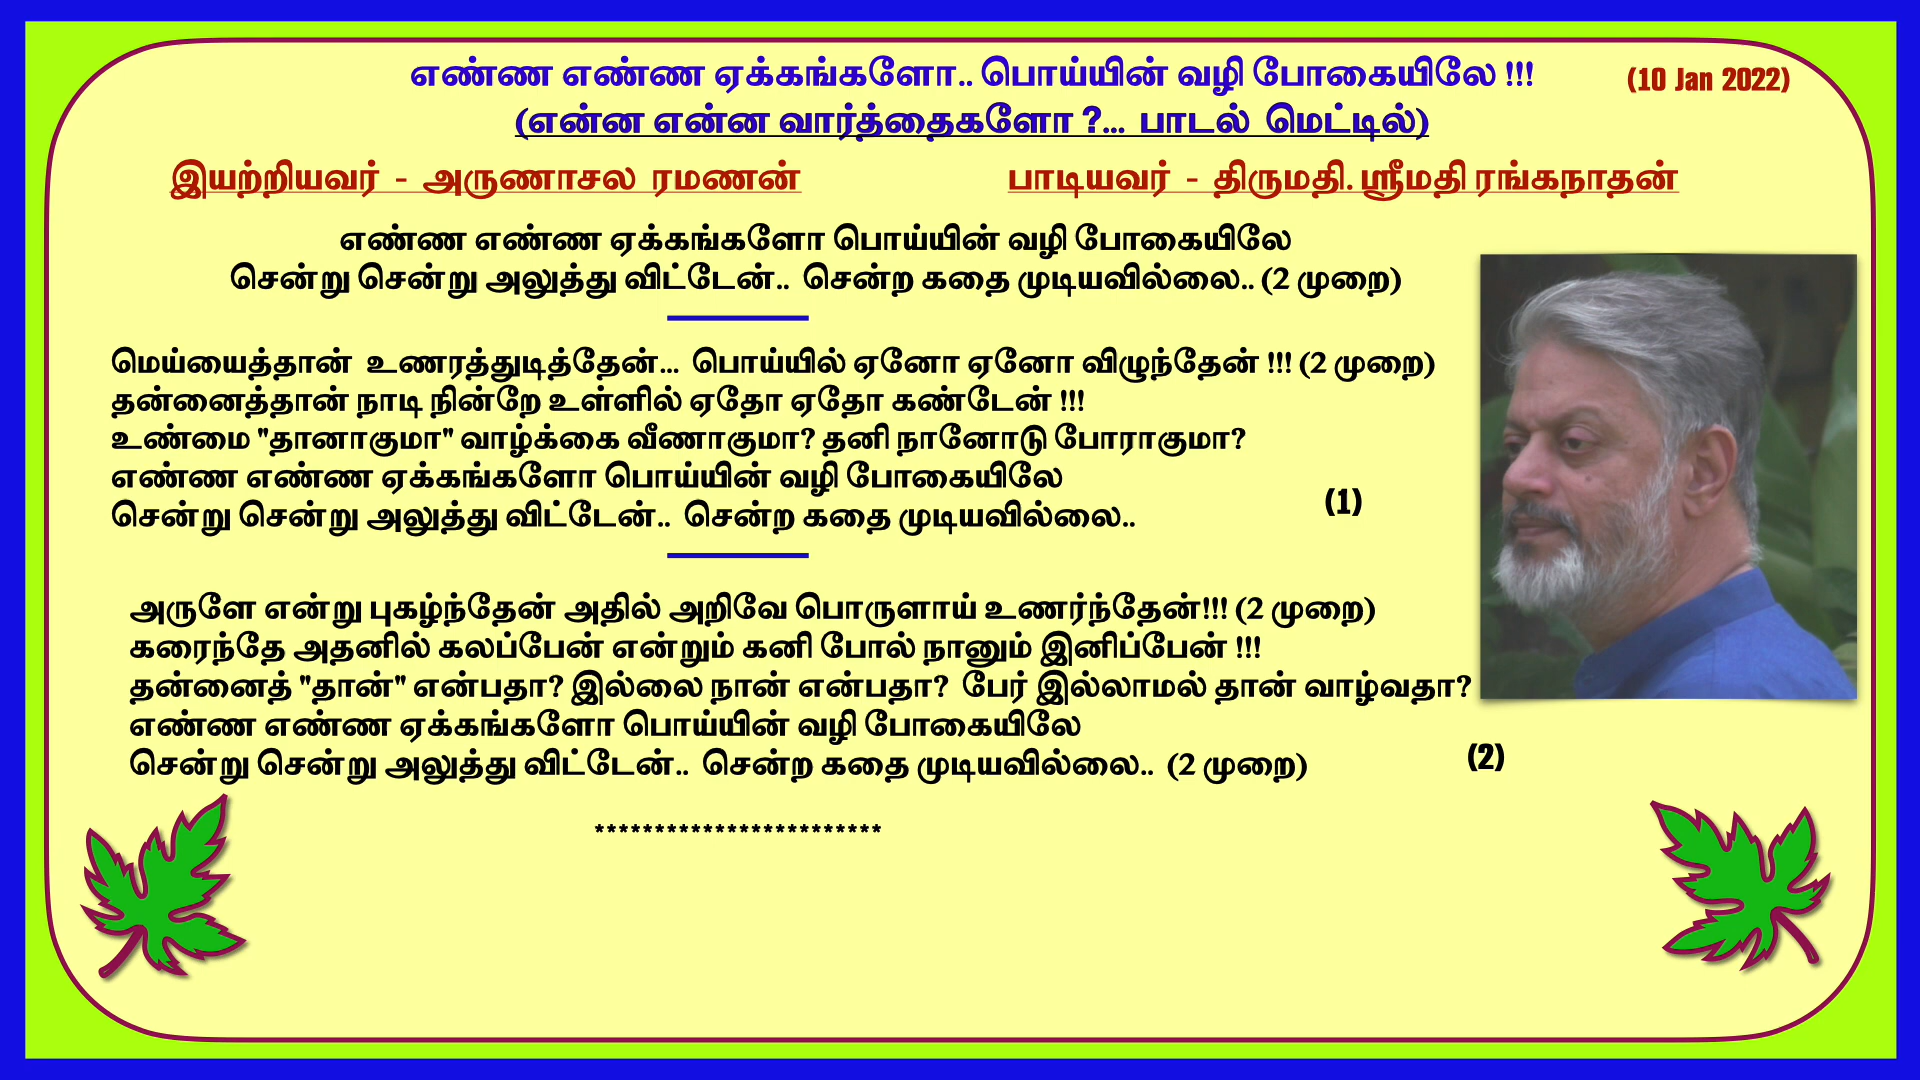 எண்ண எண்ண ஏக்கங்களோ.. பொய்யின் வழி போகையிலே !!!
(10 Jan 2022)
(என்ன என்ன வார்த்தைகளோ ?... பாடல் மெட்டில்)
இயற்றியவர் - அருணாசல ரமணன்
பாடியவர் - திருமதி. ஸ்ரீமதி ரங்கநாதன்
எண்ண எண்ண ஏக்கங்களோ பொய்யின் வழி போகையிலே
சென்று சென்று அலுத்து விட்டேன்.. சென்ற கதை முடியவில்லை.. (2 முறை)
மெய்யைத்தான் உணரத்துடித்தேன்... பொய்யில் ஏனோ ஏனோ விழுந்தேன் !!! (2 முறை)
தன்னைத்தான் நாடி நின்றே உள்ளில் ஏதோ ஏதோ கண்டேன் !!!
உண்மை "தானாகுமா" வாழ்க்கை வீணாகுமா? தனி நானோடு போராகுமா?
எண்ண எண்ண ஏக்கங்களோ பொய்யின் வழி போகையிலே
சென்று சென்று அலுத்து விட்டேன்.. சென்ற கதை முடியவில்லை..
(1)
அருளே என்று புகழ்ந்தேன் அதில் அறிவே பொருளாய் உணர்ந்தேன்!!! (2 முறை)
கரைந்தே அதனில் கலப்பேன் என்றும் கனி போல் நானும் இனிப்பேன் !!!
தன்னைத் "தான்" என்பதா? இல்லை நான் என்பதா? பேர் இல்லாமல் தான் வாழ்வதா?
எண்ண எண்ண ஏக்கங்களோ பொய்யின் வழி போகையிலே
சென்று சென்று அலுத்து விட்டேன்.. சென்ற கதை முடியவில்லை.. (2 முறை)
(2)
************************